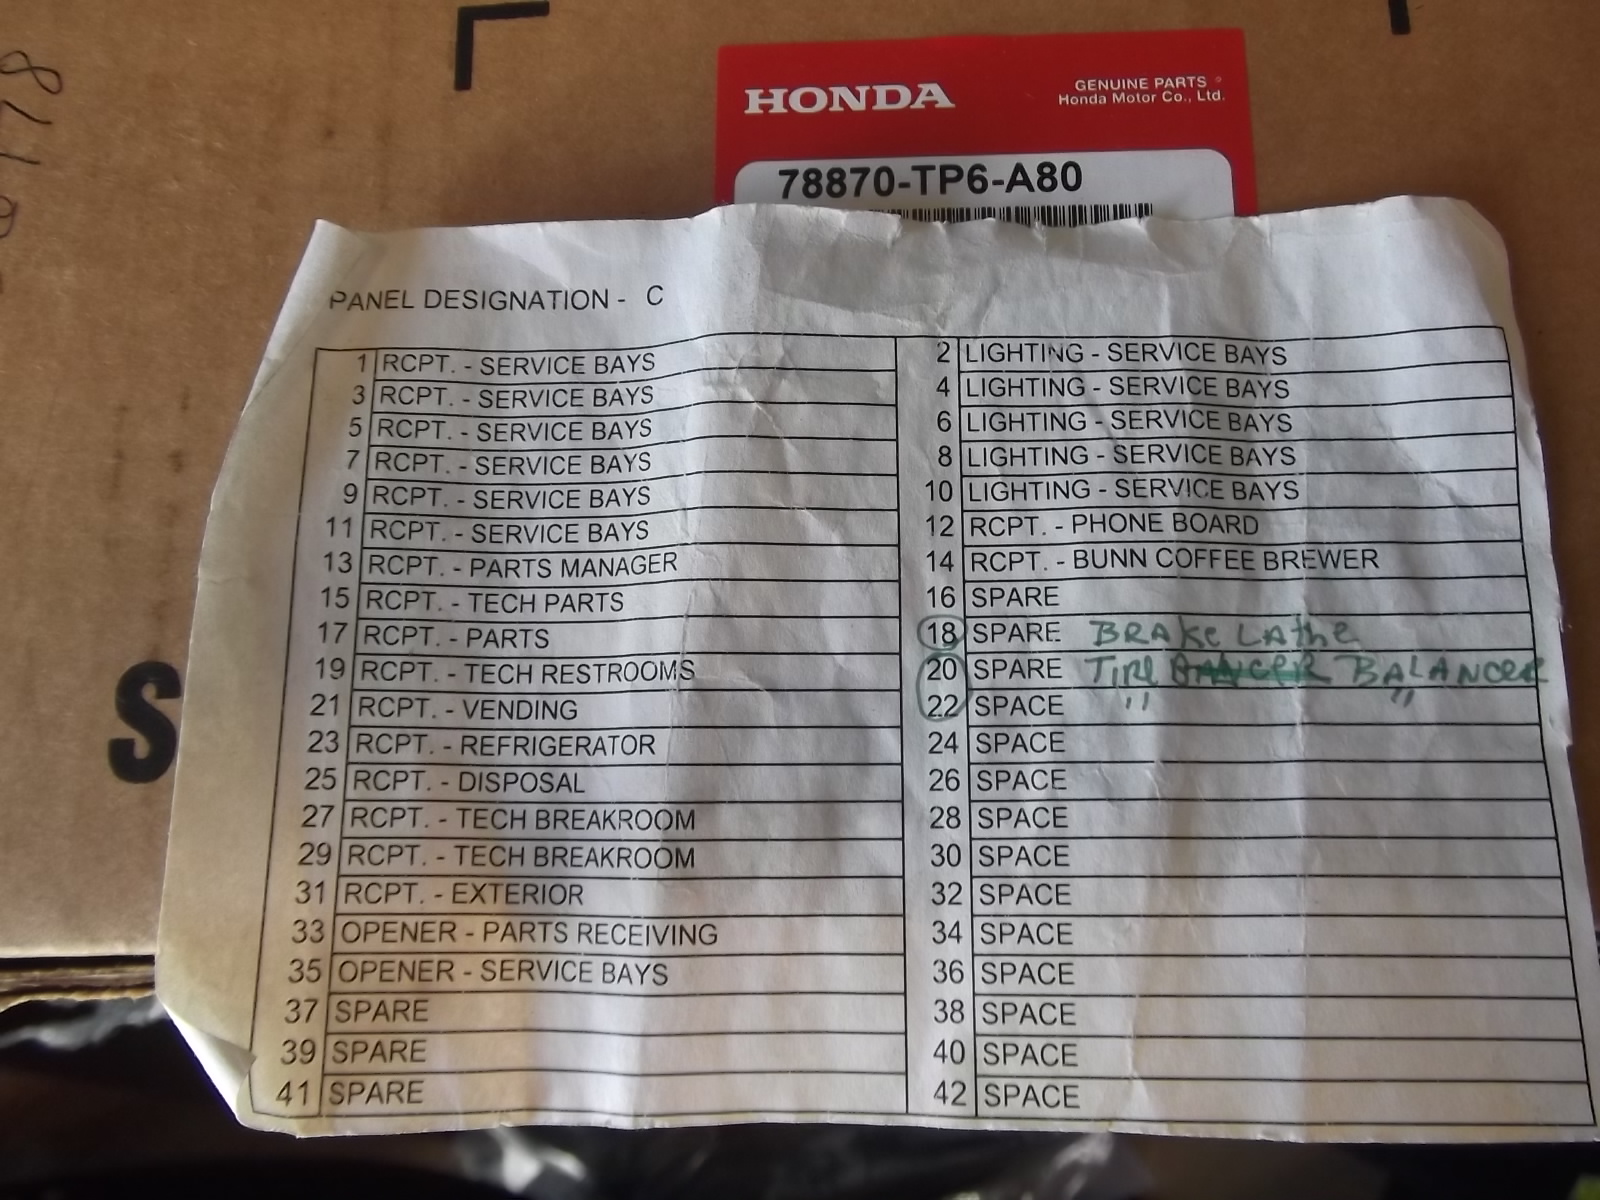 HONDA
GENUINE PARTS
Honda Motor Co., Ltd.
78870-TP6-A80
PANEL DESIGNATION - C
1 RCPT. - SERVICE BAYS
3 RCPT. - SERVICE BAYS
5 RCPT. - SERVICE BAYS
7 RCPT. - SERVICE BAYS
9 RCPT. - SERVICE BAYS
11 RCPT. - SERVICE BAYS
13 RCPT. - PARTS MANAGER
15 RCPT. - TECH PARTS
17 RCPT. - PARTS
19 RCPT. - TECH RESTROOMS
21 RCPT. - VENDING
23 RCPT. - REFRIGERATOR
25 RCPT. - DISPOSAL
27 RCPT. - TECH BREAKROOM
29 RCPT. - TECH BREAKROOM
31 RCPT. - EXTERIOR
33 OPENER - PARTS RECEIVING
35 OPENER - SERVICE BAYS
37 SPARE
39 SPARE
41 SPARE
2 LIGHTING - SERVICE BAYS
4 LIGHTING - SERVICE BAYS
6 LIGHTING - SERVICE BAYS
8 LIGHTING - SERVICE BAYS
10 LIGHTING - SERVICE BAYS
12 RCPT. - PHONE BOARD
14 RCPT. - BUNN COFFEE BREWER
16 SPARE
18 SPARE BRAKe LAthe
20 SPARE TIRe BALANCeR
22 SPACE " "
24 SPACE
26 SPACE
28 SPACE
30 SPACE
32 SPACE
34 SPACE
36 SPACE
38 SPACE
40 SPACE
42 SPACE
S